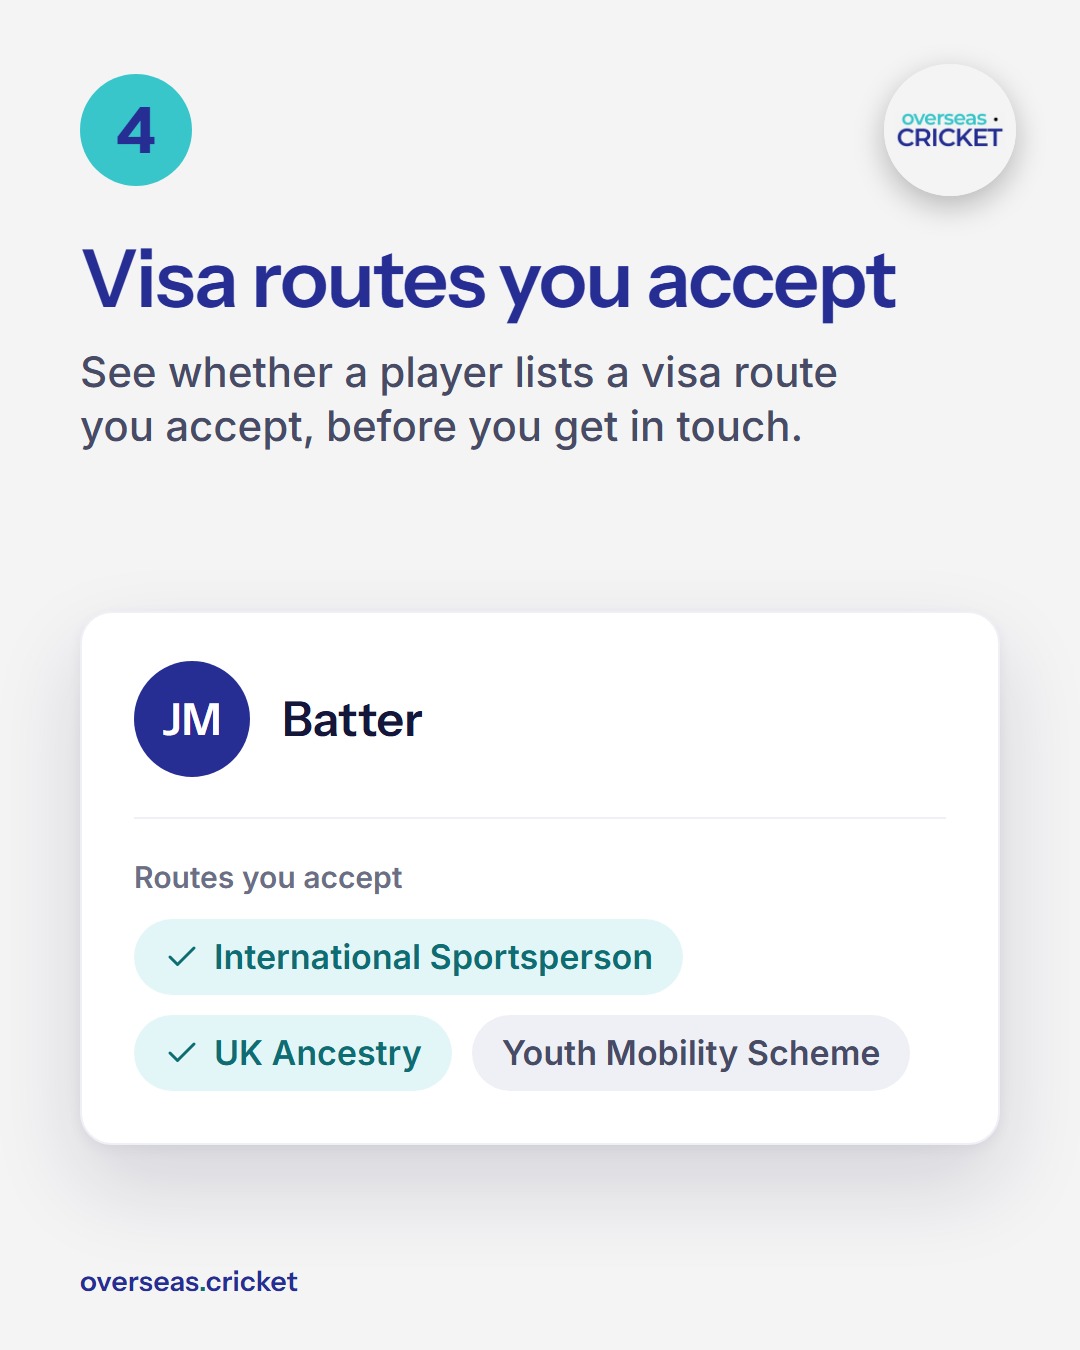 4
overseas
CRICKET
Visa routes you accept
See whether a player lists a visa route
you accept, before you get in touch.
JM
Batter
Routes you accept
International Sportsperson
UK Ancestry
Youth Mobility Scheme
overseas.cricket